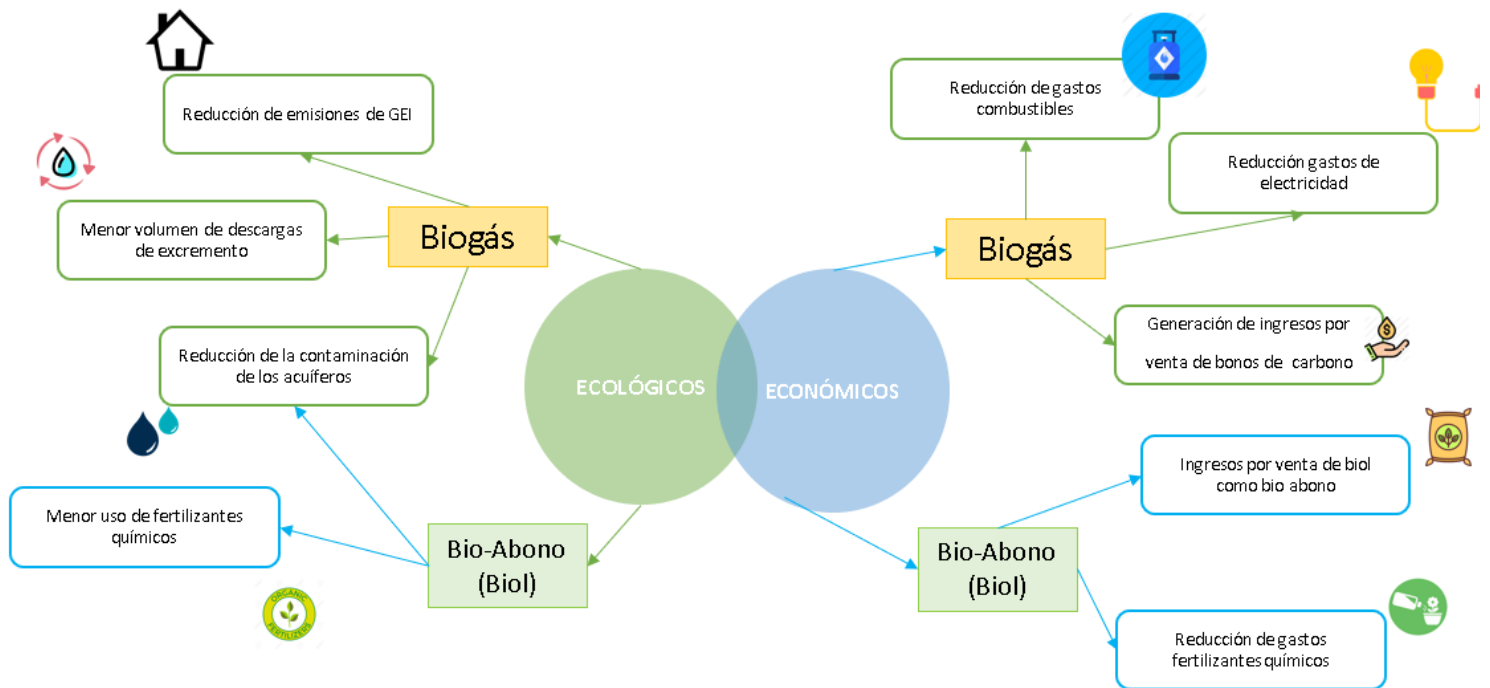 Reducción de emisiones de GEI
Menor volumen de descargas
de excremento
Biogás
Reducción de la contaminación
de los acuíferos
Menor uso de fertilizantes
químicos
Bio-Abono
(Biol)
ORGANIC
FERTILIZERS
ECOLÓGICOS
ECONÓMICOS
Reducción de gastos
combustibles
Reducción gastos de
electricidad
Biogás
Generación de ingresos por
venta de bonos de carbono
$
Ingresos por venta de biol
como bio abono
Bio-Abono
(Biol)
Reducción de gastos
fertilizantes químicos